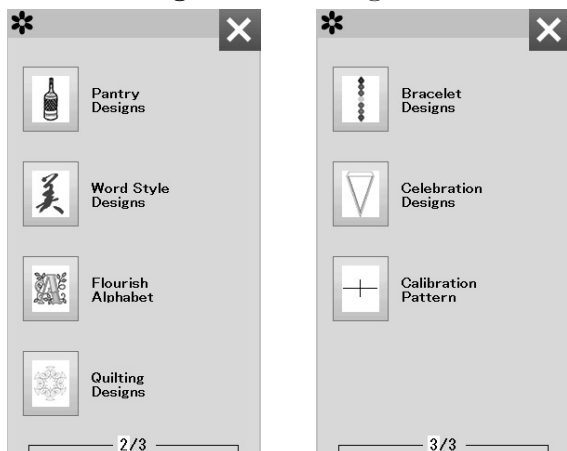 Pantry
Designs
Word Style
Designs
美
Flourish
Alphabet
A
Quilting
Designs
2/3
Bracelet
Designs
Celebration
Designs
Calibration
Pattern
3/3